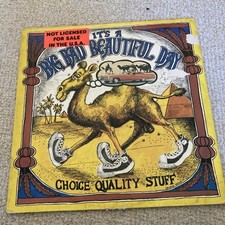 NOT LICENSED
FOR SALE
IN THE U.S.A.
IT'S A
BIG BAD BEAUTIFUL DAY
CHOICE QUALITY STUFF